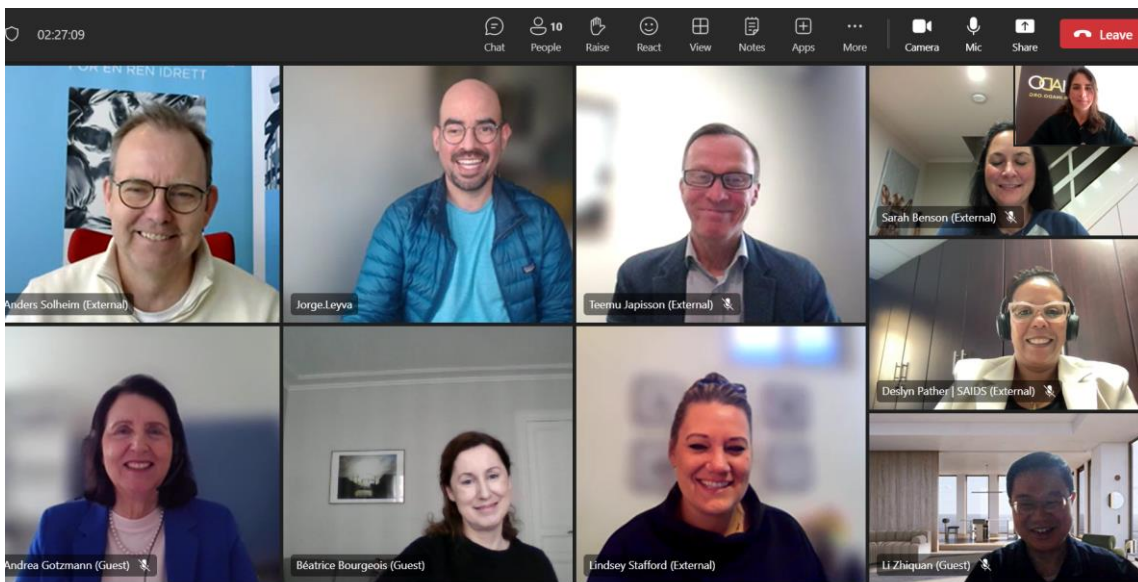 02:27:09
10
Chat
People
Raise
React
View
Notes
Apps
More
Camera
Mic
Share
Leave
FOR EN REN IDRETT
Anders Solheim (External)
Jorge.Leyva
Teemu Japisson (External)
Sarah Benson (External)
Deslyn Pather | SAIDS (External)
Andrea Gotzmann (Guest)
Béatrice Bourgeois (Guest)
Lindsey Stafford (External)
Li Zhiquan (Guest)